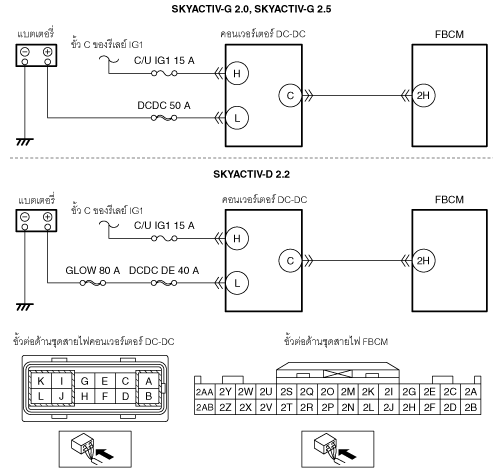 SKYACTIV-G 2.0, SKYACTIV-G 2.5
แบตเตอรี่
ขั้ว C ของรีเลย์ IG1
คอนเวอร์เตอร์ DC-DC
FBCM
C/U IG1 15 A
H
DCDC 50 A
L
C
2H
SKYACTIV-D 2.2
แบตเตอรี่
ขั้ว C ของรีเลย์ IG1
คอนเวอร์เตอร์ DC-DC
FBCM
C/U IG1 15 A
H
GLOW 80 A
DCDC DE 40 A
L
C
2H
ขั้วต่อด้านชุดสายไฟคอนเวอร์เตอร์ DC-DC
K I G E C A
L J H F D B
ขั้วต่อด้านชุดสายไฟ FBCM
2AA 2Y 2W 2U 2S 2Q 2O 2M 2K 2I 2G 2E 2C 2A
2AB 2Z 2X 2V 2T 2R 2P 2N 2L 2J 2H 2F 2D 2B